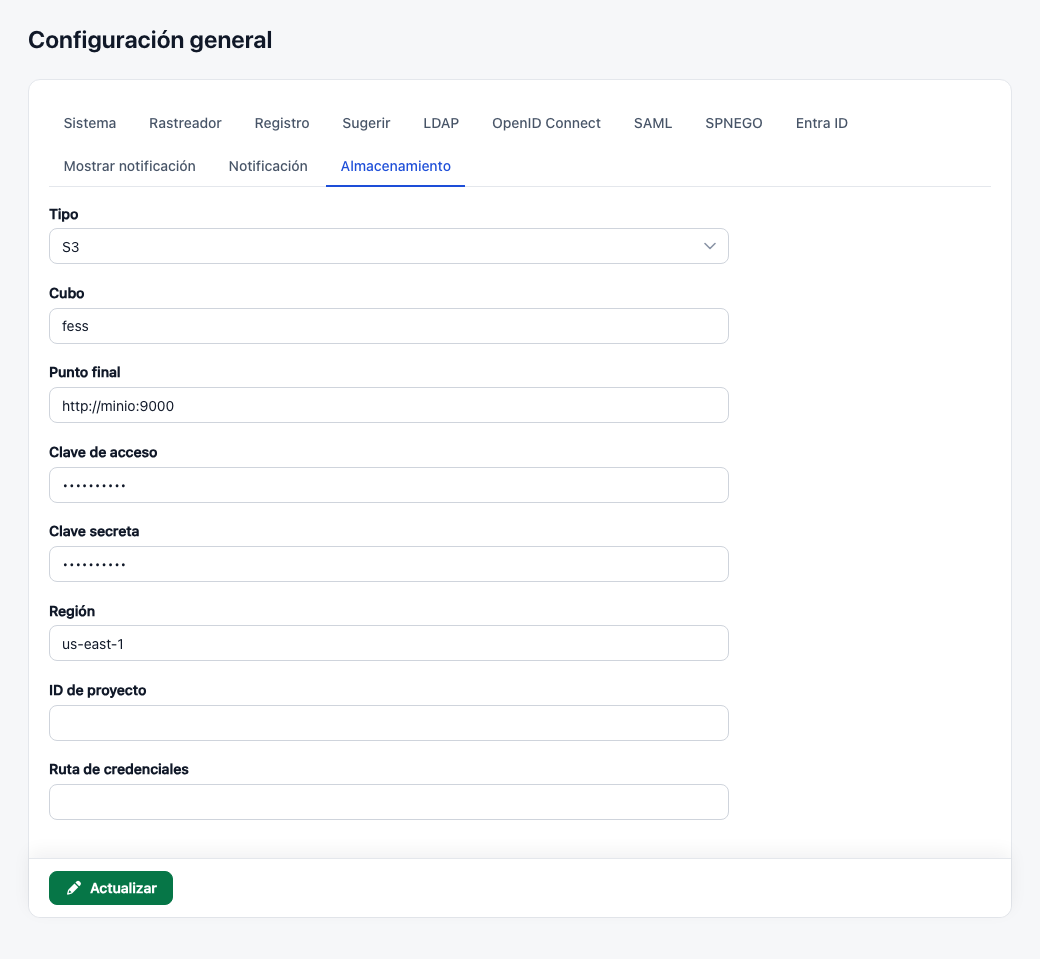 Configuración general
Sistema Rastreador Registro Sugerir LDAP OpenID Connect SAML SPNEGO Entra ID
Mostrar notificación Notificación Almacenamiento
Tipo
S3
Cubo
fess
Punto final
http://minio:9000
Clave de acceso
••••••••••
Clave secreta
••••••••••
Región
us-east-1
ID de proyecto
Ruta de credenciales
Actualizar